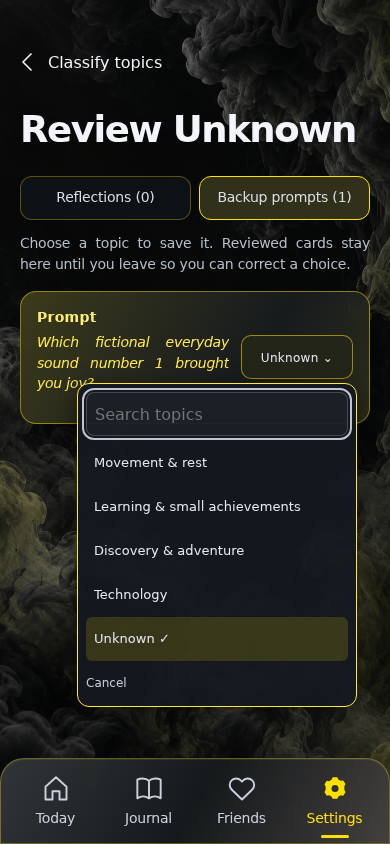 Classify topics
Review Unknown
Reflections (0)
Backup prompts (1)
Choose a topic to save it. Reviewed cards stay
here until you leave so you can correct a choice.
Prompt
Which fictional everyday
sound number 1 brought
you joy?
Unknown ⌄
Search topics
Movement & rest
Learning & small achievements
Discovery & adventure
Technology
Unknown ✓
Cancel
Today
Journal
Friends
Settings